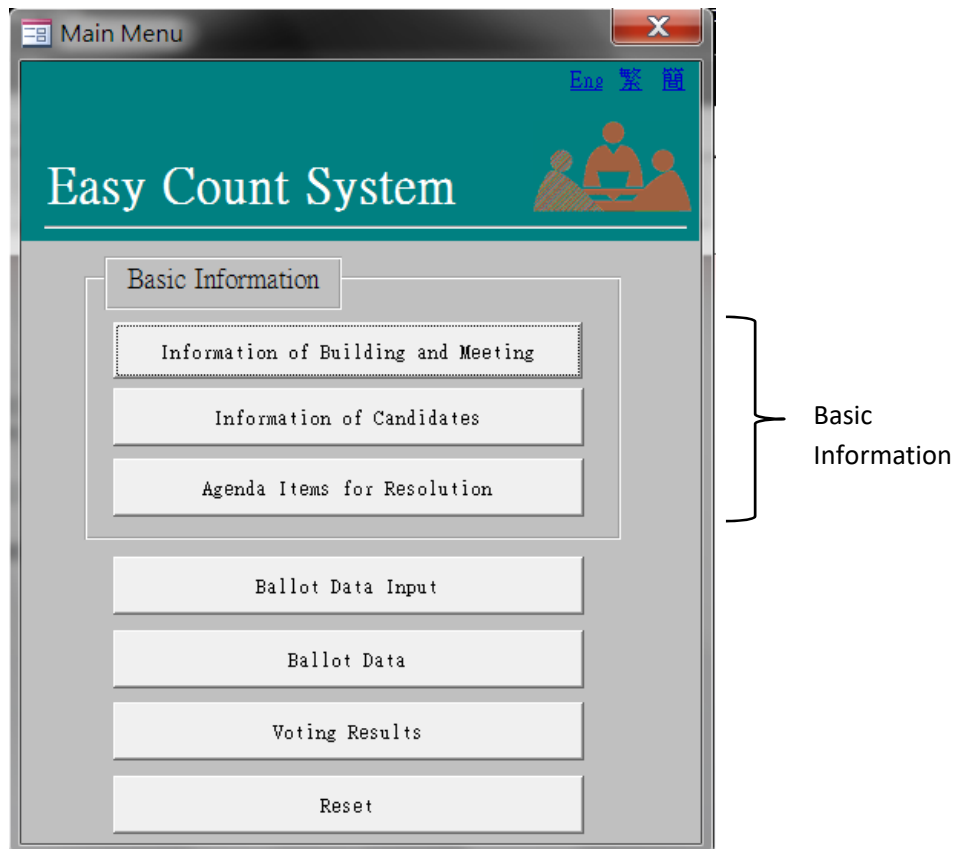 Main Menu
Eng 繁 簡
Easy Count System
Basic Information
Information of Building and Meeting
Information of Candidates
Agenda Items for Resolution
Basic
Information
Ballot Data Input
Ballot Data
Voting Results
Reset